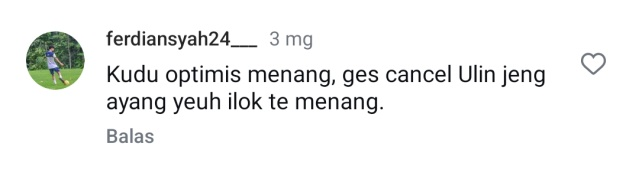 ferdiansyah24___ 3 mg
Kudu optimis menang, ges cancel Ulin jeng
ayang yeuh ilok te menang.
Balas